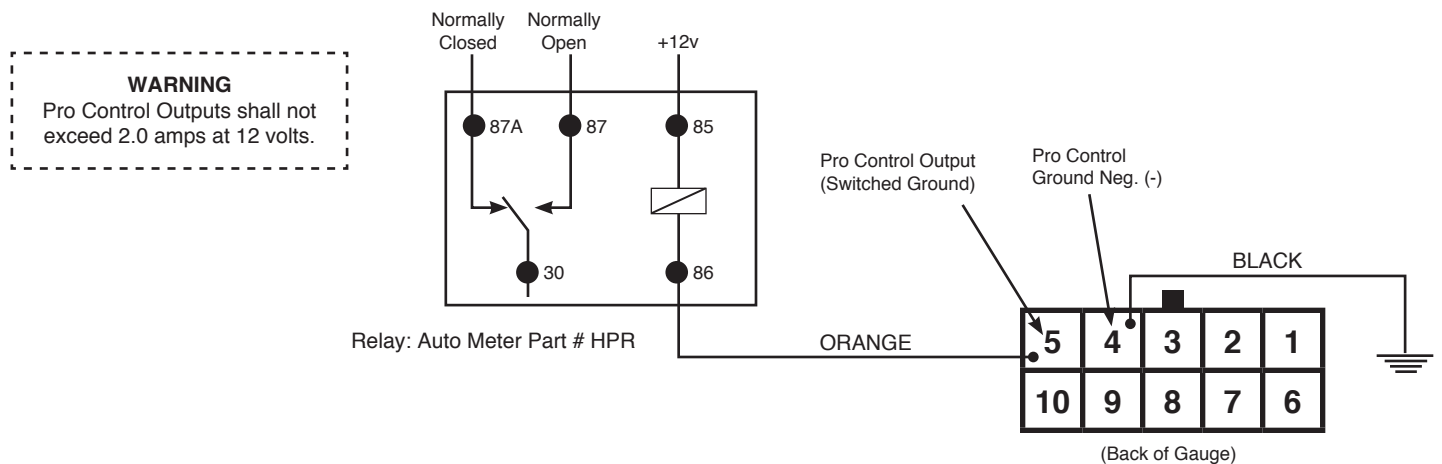 WARNING
Pro Control Outputs shall not
exceed 2.0 amps at 12 volts.
Normally
Closed
Normally
Open
+12v
87A
87
85
30
86
Relay: Auto Meter Part # HPR
ORANGE
Pro Control Output
(Switched Ground)
Pro Control
Ground Neg. (-)
BLACK
5 4 3 2 1
10 9 8 7 6
(Back of Gauge)